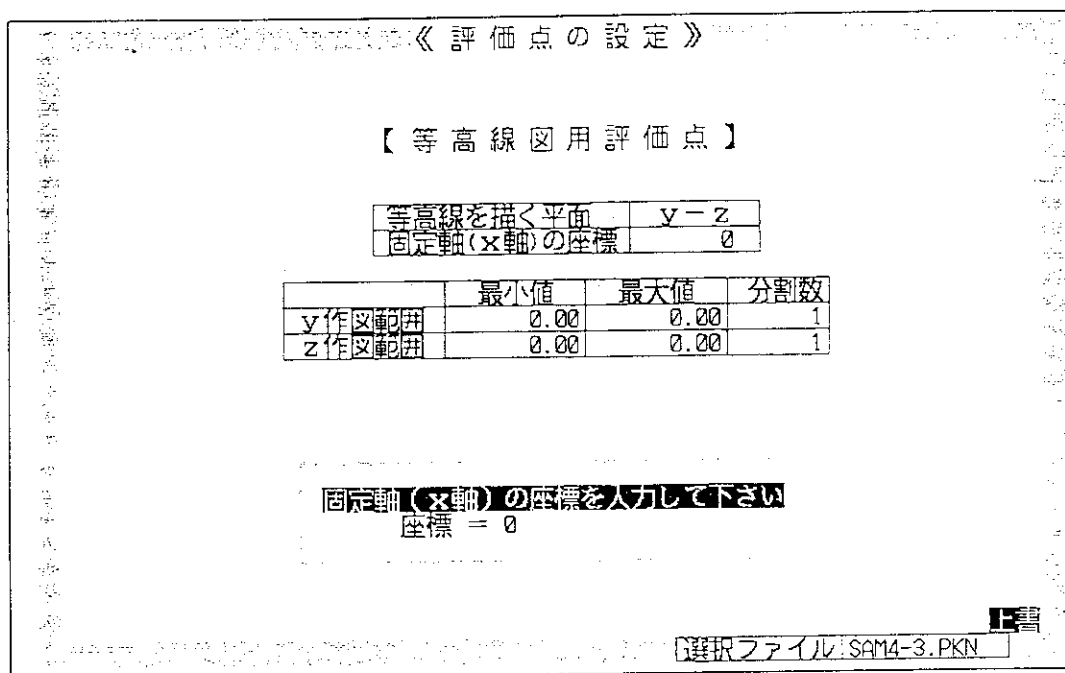 《 評 価 点 の 設 定 》
【 等 高 線 図 用 評 価 点 】
等高線を描く平面 y－z
固定軸(x軸)の座標 0
最小値 最大値 分割数
y作図範囲 0.00 0.00 1
z作図範囲 0.00 0.00 1
固定軸(x軸)の座標を入力して下さい
座標 ＝ 0
上書
選択ファイル SAM4-3.PKN